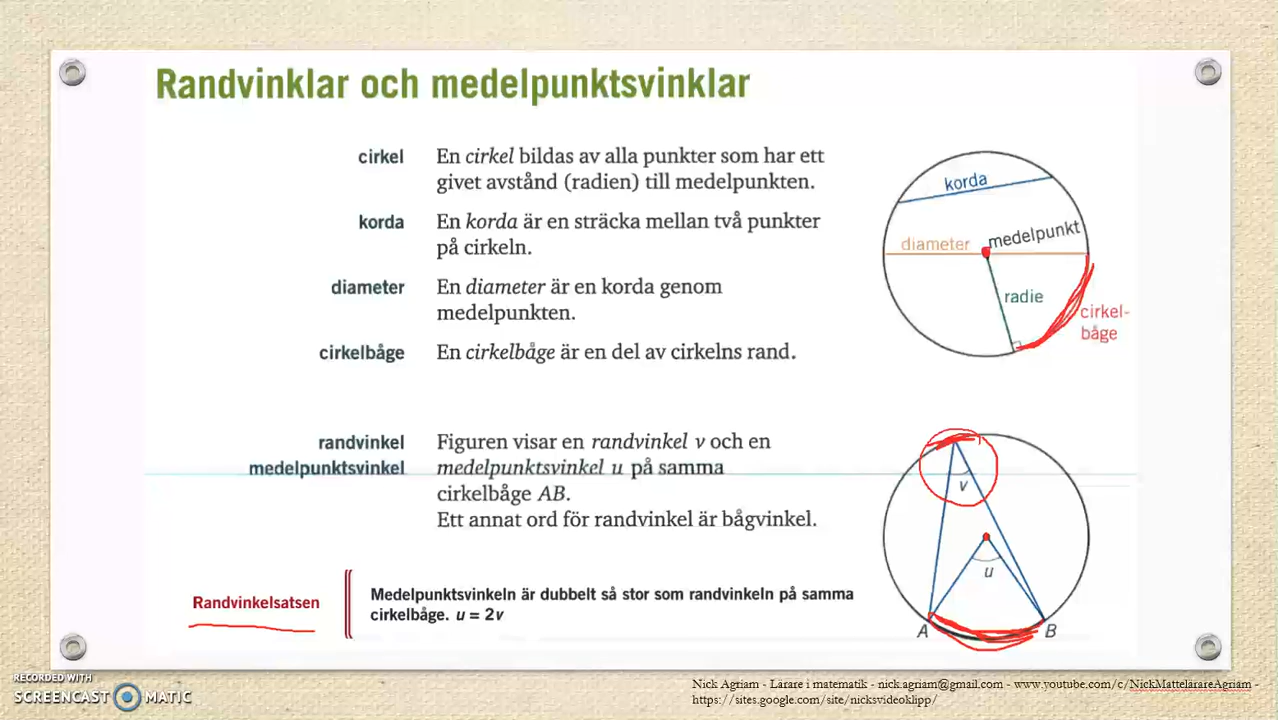 Randvinklar och medelpunktsvinklar
cirkel
En cirkel bildas av alla punkter som har ett
givet avstånd (radien) till medelpunkten.
korda
En korda är en sträcka mellan två punkter
på cirkeln.
diameter
En diameter är en korda genom
medelpunkten.
cirkelbåge
En cirkelbåge är en del av cirkelns rand.
korda
diameter
medelpunkt
radie
cirkel-
båge
randvinkel
medelpunktsvinkel
Figuren visar en randvinkel v och en
medelpunktsvinkel u på samma
cirkelbåge AB.
Ett annat ord för randvinkel är bågvinkel.
v
u
A
B
Randvinkelsatsen
Medelpunktsvinkeln är dubbelt så stor som randvinkeln på samma
cirkelbåge. u = 2v
RECORDED WITH
SCREENCAST MATIC
Nick Agriam - Lärare i matematik - nick.agriam@gmail.com - www.youtube.com/c/NickMattelärareAgriam -
https://sites.google.com/site/nicksvideoklipp/